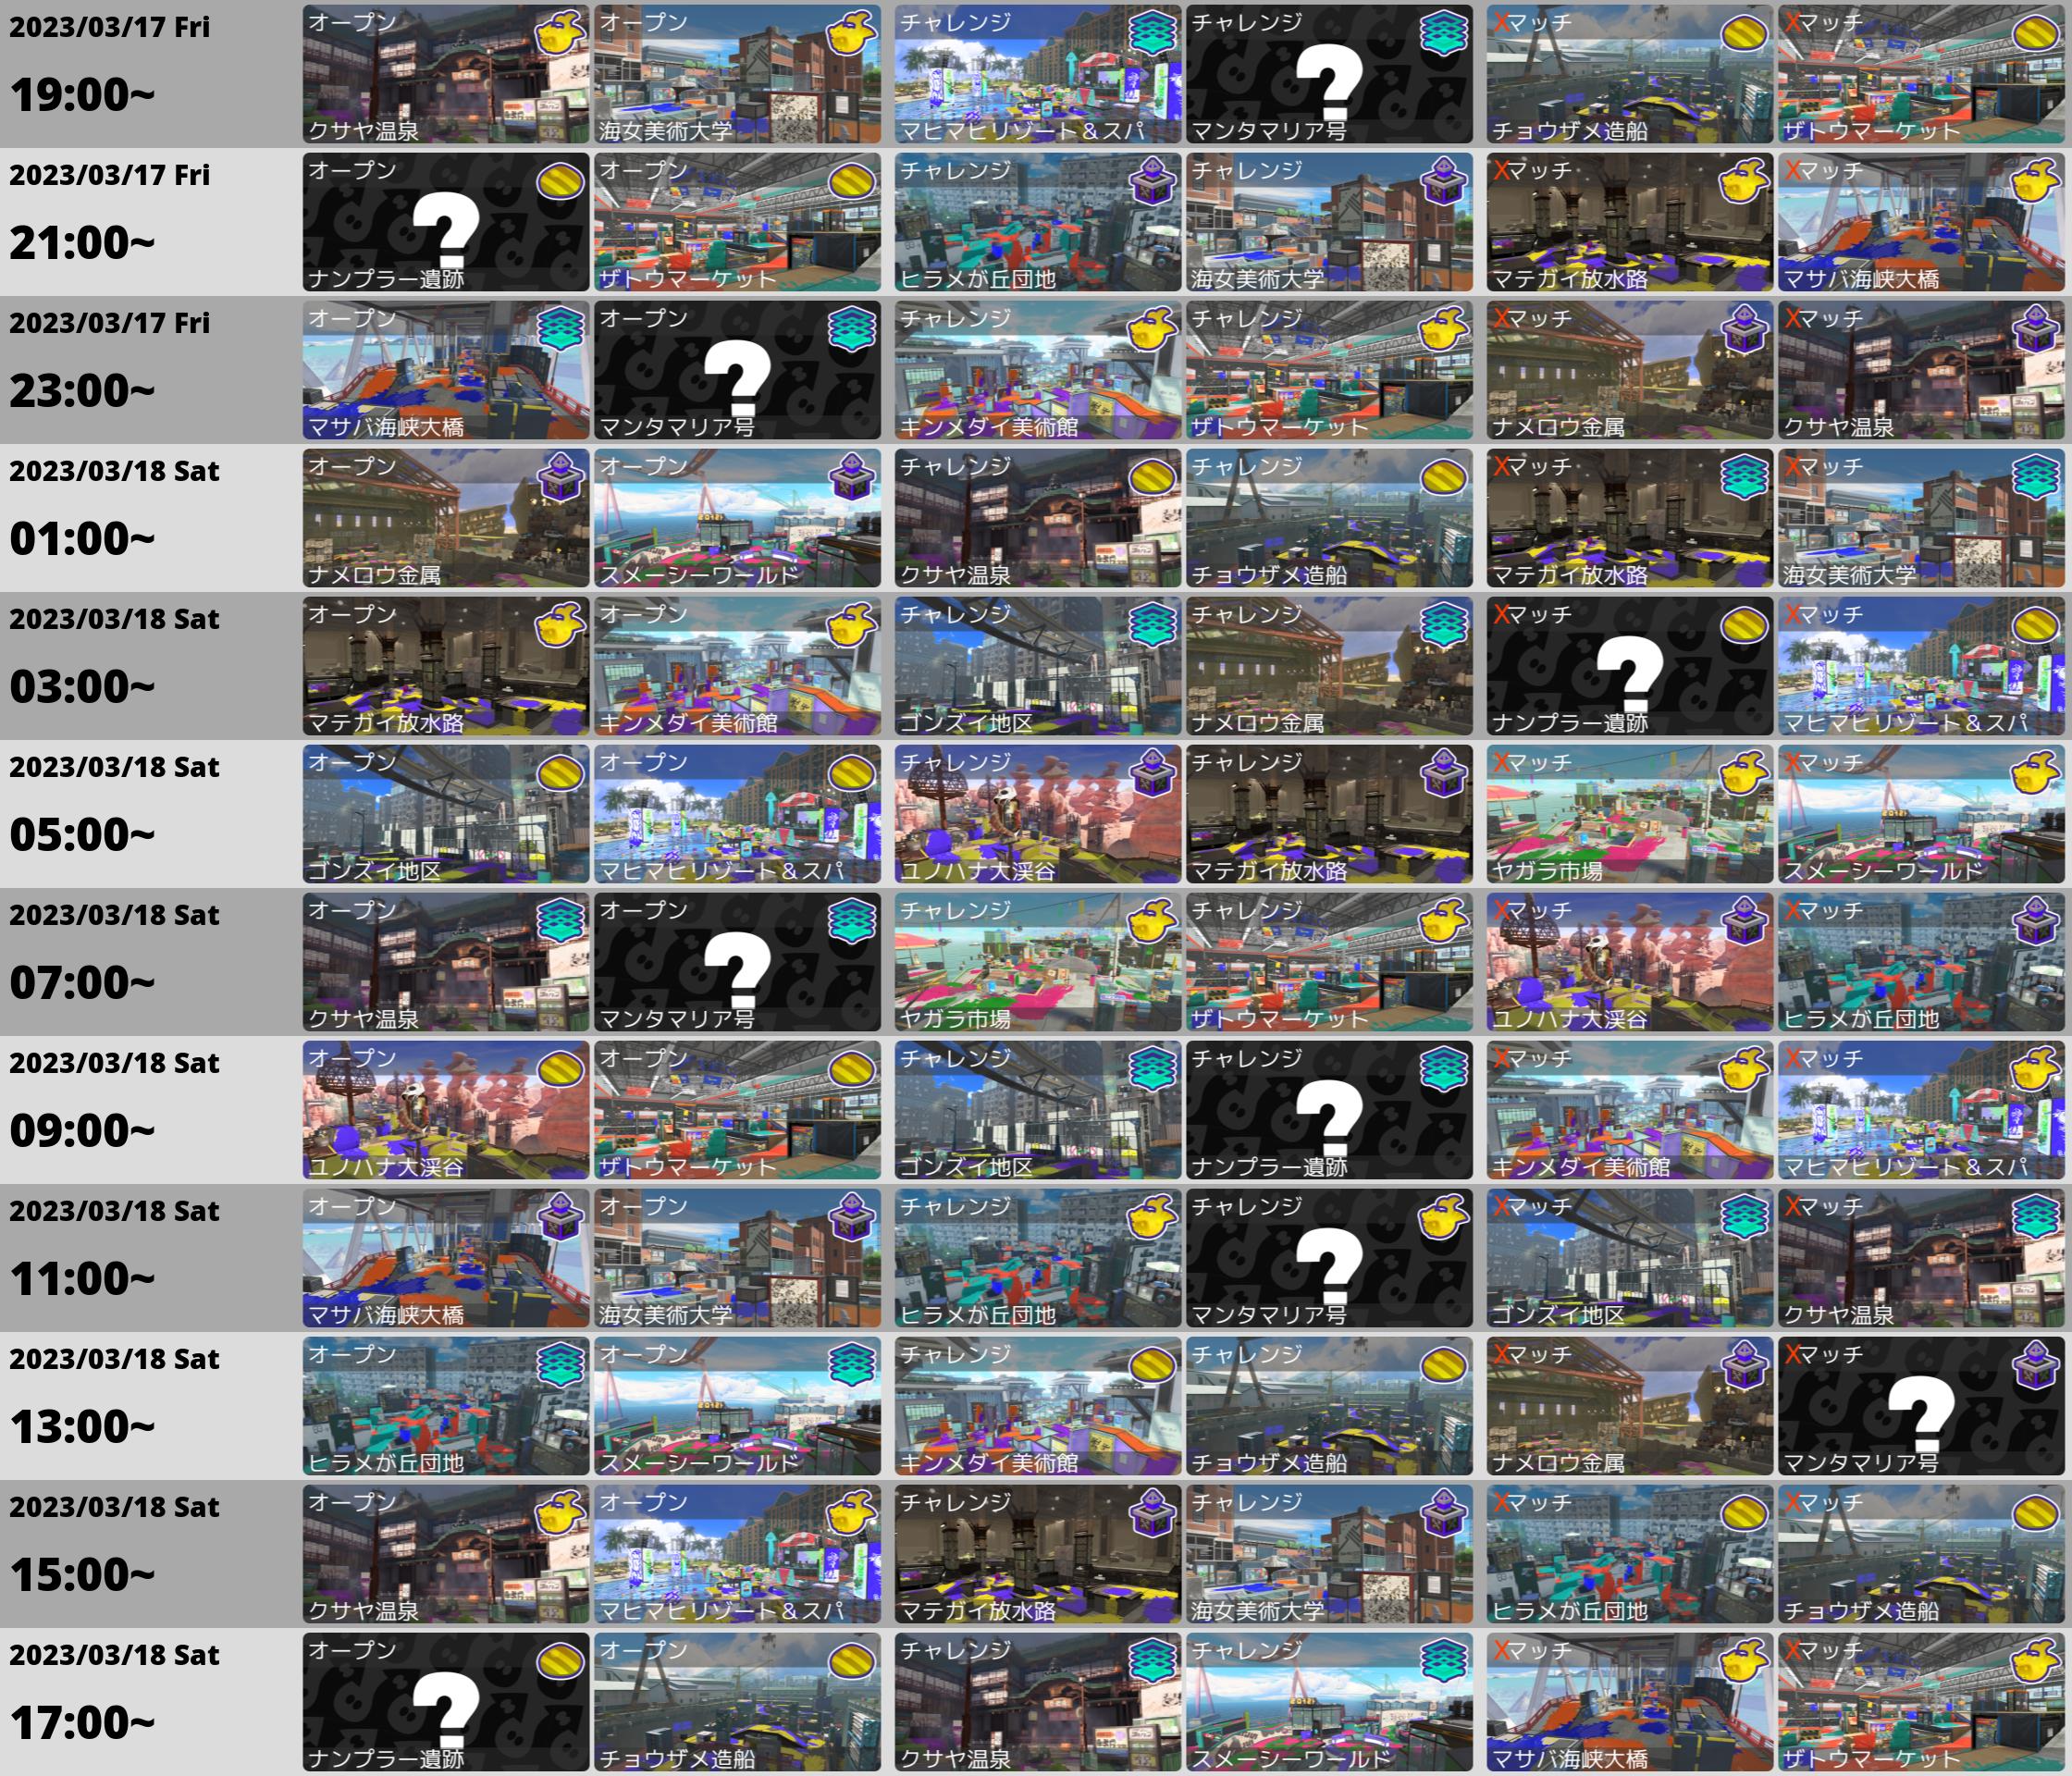 2023/03/17 Fri
19:00~
オープン オープン チャレンジ チャレンジ Xマッチ Xマッチ
クサヤ温泉 海女美術大学 マヒマヒリゾート＆スパ マンタマリア号 チョウザメ造船 ザトウマーケット
2023/03/17 Fri
21:00~
オープン オープン チャレンジ チャレンジ Xマッチ Xマッチ
ナンプラー遺跡 ザトウマーケット ヒラメが丘団地 海女美術大学 マテガイ放水路 マサバ海峡大橋
2023/03/17 Fri
23:00~
オープン オープン チャレンジ チャレンジ Xマッチ Xマッチ
マサバ海峡大橋 マンタマリア号 キンメダイ美術館 ザトウマーケット ナメロウ金属 クサヤ温泉
2023/03/18 Sat
01:00~
オープン オープン チャレンジ チャレンジ Xマッチ Xマッチ
ナメロウ金属 スメーシーワールド クサヤ温泉 チョウザメ造船 マテガイ放水路 海女美術大学
2023/03/18 Sat
03:00~
オープン オープン チャレンジ チャレンジ Xマッチ Xマッチ
マテガイ放水路 キンメダイ美術館 ゴンズイ地区 ナメロウ金属 ナンプラー遺跡 マヒマヒリゾート＆スパ
2023/03/18 Sat
05:00~
オープン オープン チャレンジ チャレンジ Xマッチ Xマッチ
ゴンズイ地区 マヒマヒリゾート＆スパ ユノハナ大渓谷 マテガイ放水路 ヤガラ市場 スメーシーワールド
2023/03/18 Sat
07:00~
オープン オープン チャレンジ チャレンジ Xマッチ Xマッチ
クサヤ温泉 マンタマリア号 ヤガラ市場 ザトウマーケット ユノハナ大渓谷 ヒラメが丘団地
2023/03/18 Sat
09:00~
オープン オープン チャレンジ チャレンジ Xマッチ Xマッチ
ユノハナ大渓谷 ザトウマーケット ゴンズイ地区 ナンプラー遺跡 キンメダイ美術館 マヒマヒリゾート＆スパ
2023/03/18 Sat
11:00~
オープン オープン チャレンジ チャレンジ Xマッチ Xマッチ
マサバ海峡大橋 海女美術大学 ヒラメが丘団地 マンタマリア号 ゴンズイ地区 クサヤ温泉
2023/03/18 Sat
13:00~
オープン オープン チャレンジ チャレンジ Xマッチ Xマッチ
ヒラメが丘団地 スメーシーワールド キンメダイ美術館 チョウザメ造船 ナメロウ金属 マンタマリア号
2023/03/18 Sat
15:00~
オープン オープン チャレンジ チャレンジ Xマッチ Xマッチ
クサヤ温泉 マヒマヒリゾート＆スパ マテガイ放水路 海女美術大学 ヒラメが丘団地 チョウザメ造船
2023/03/18 Sat
17:00~
オープン オープン チャレンジ チャレンジ Xマッチ Xマッチ
ナンプラー遺跡 チョウザメ造船 クサヤ温泉 スメーシーワールド マサバ海峡大橋 ザトウマーケット